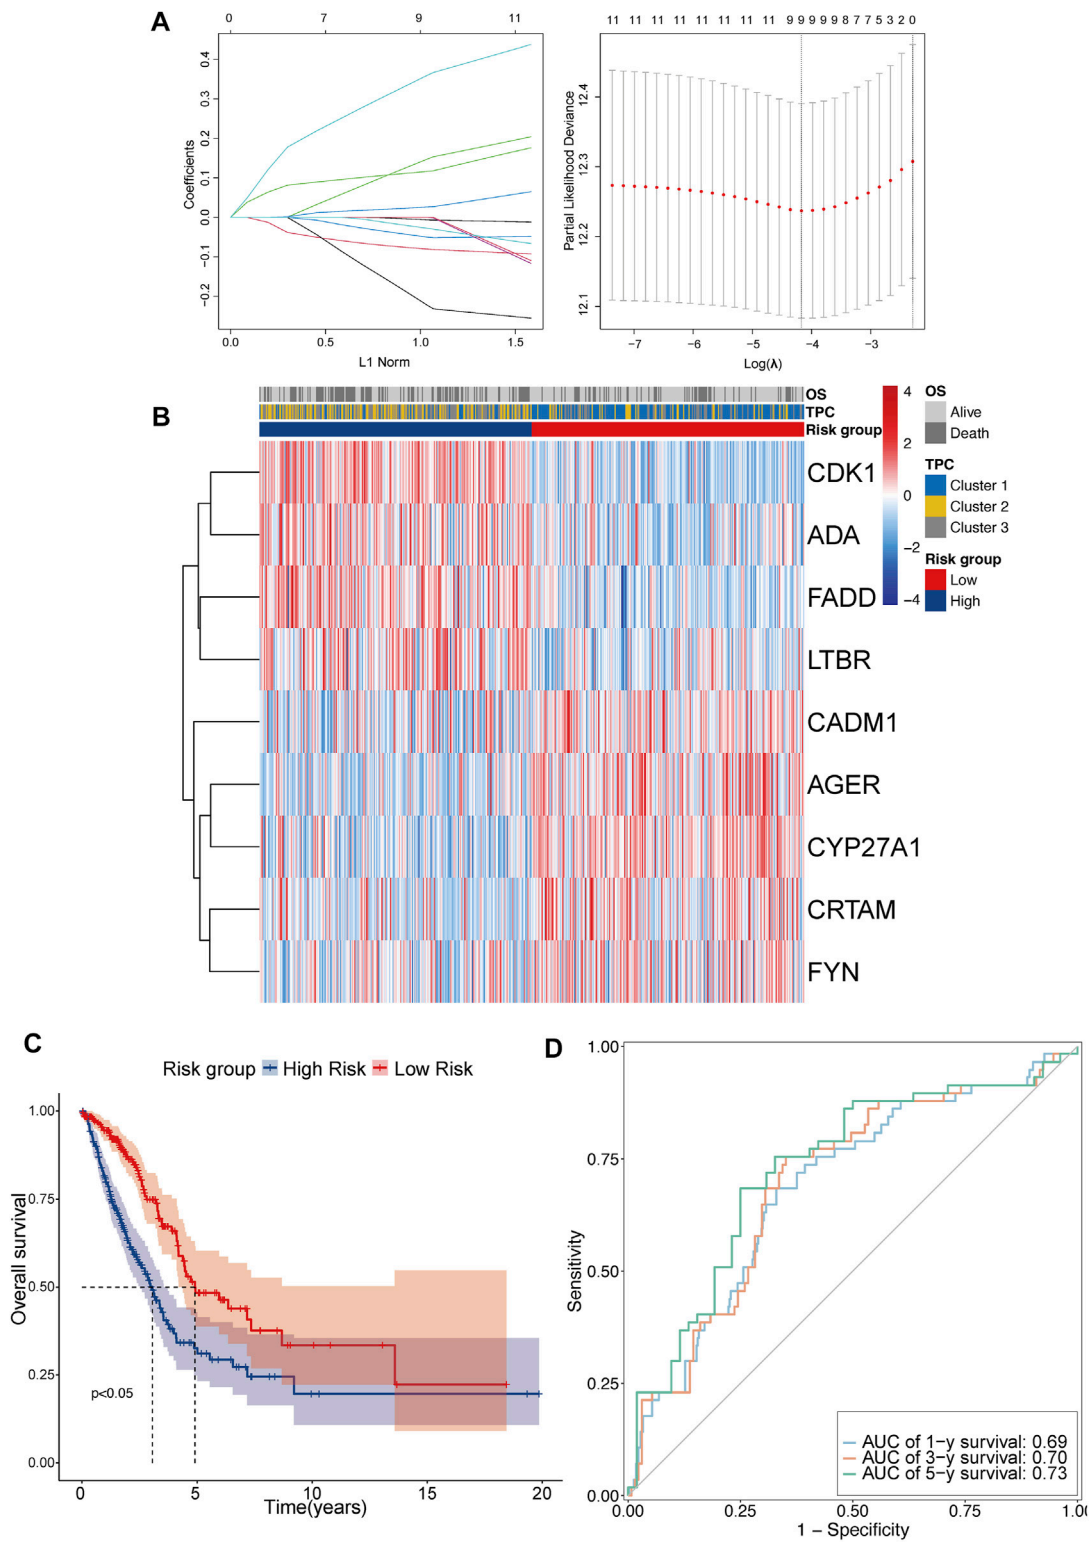 A
0 7 9 11
Coefficients
0.4
0.3
0.2
0.1
0.0
−0.1
−0.2
0.0 0.5 1.0 1.5
L1 Norm
11 11 11 11 11 11 11 11 9 9 9 9 9 8 7 7 5 3 2 0
Partial Likelihood Deviance
12.4
12.3
12.2
12.1
−7 −6 −5 −4 −3
Log(λ)
B
OS
TPC
Risk group
CDK1
ADA
FADD
LTBR
CADM1
AGER
CYP27A1
CRTAM
FYN
4
2
0
−2
−4
OS
Alive
Death
TPC
Cluster 1
Cluster 2
Cluster 3
Risk group
Low
High
C
Risk group High Risk Low Risk
Overall survival
1.00
0.75
0.50
0.25
0.00
p<0.05
0 5 10 15 20
Time(years)
D
Sensitivity
1.00
0.75
0.50
0.25
0.00
AUC of 1−y survival: 0.69
AUC of 3−y survival: 0.70
AUC of 5−y survival: 0.73
0.00 0.25 0.50 0.75 1.0
1 − Specificity